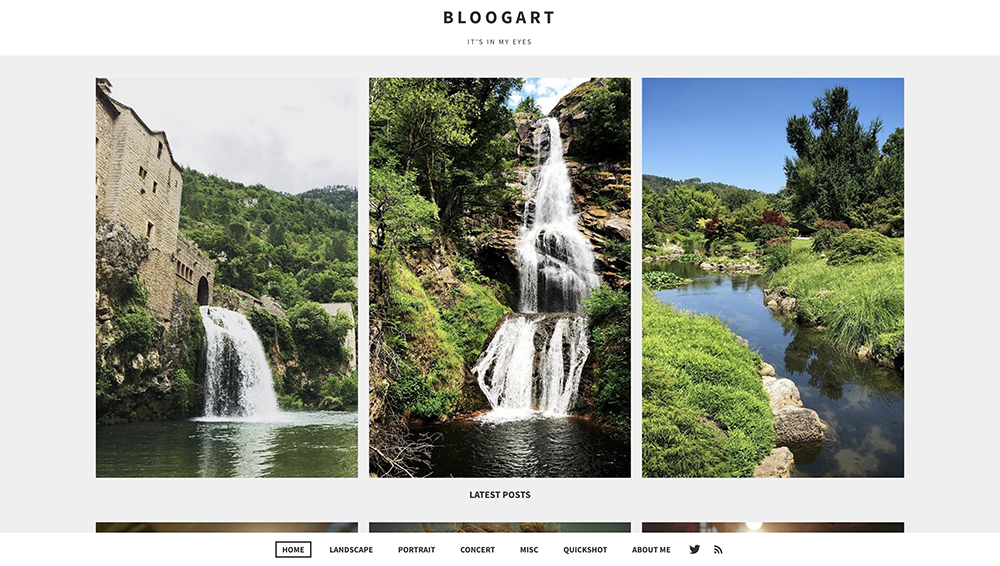 BLOOGART
IT'S IN MY EYES
LATEST POSTS
HOME LANDSCAPE PORTRAIT CONCERT MISC QUICKSHOT ABOUT ME